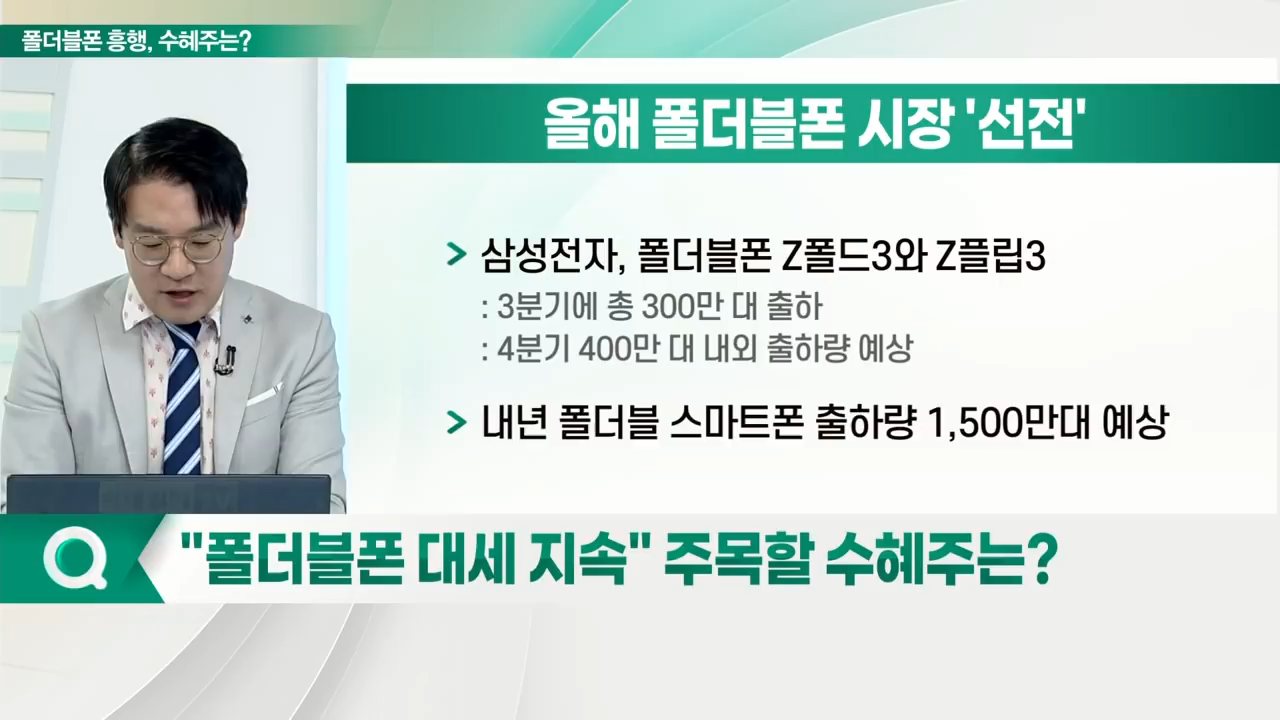 폴더블폰 흥행, 수혜주는?
올해 폴더블폰 시장 '선전'
> 삼성전자, 폴더블폰 Z폴드3와 Z플립3
: 3분기에 총 300만 대 출하
: 4분기 400만 대 내외 출하량 예상
> 내년 폴더블 스마트폰 출하량 1,500만대 예상
Q "폴더블폰 대세 지속" 주목할 수혜주는?